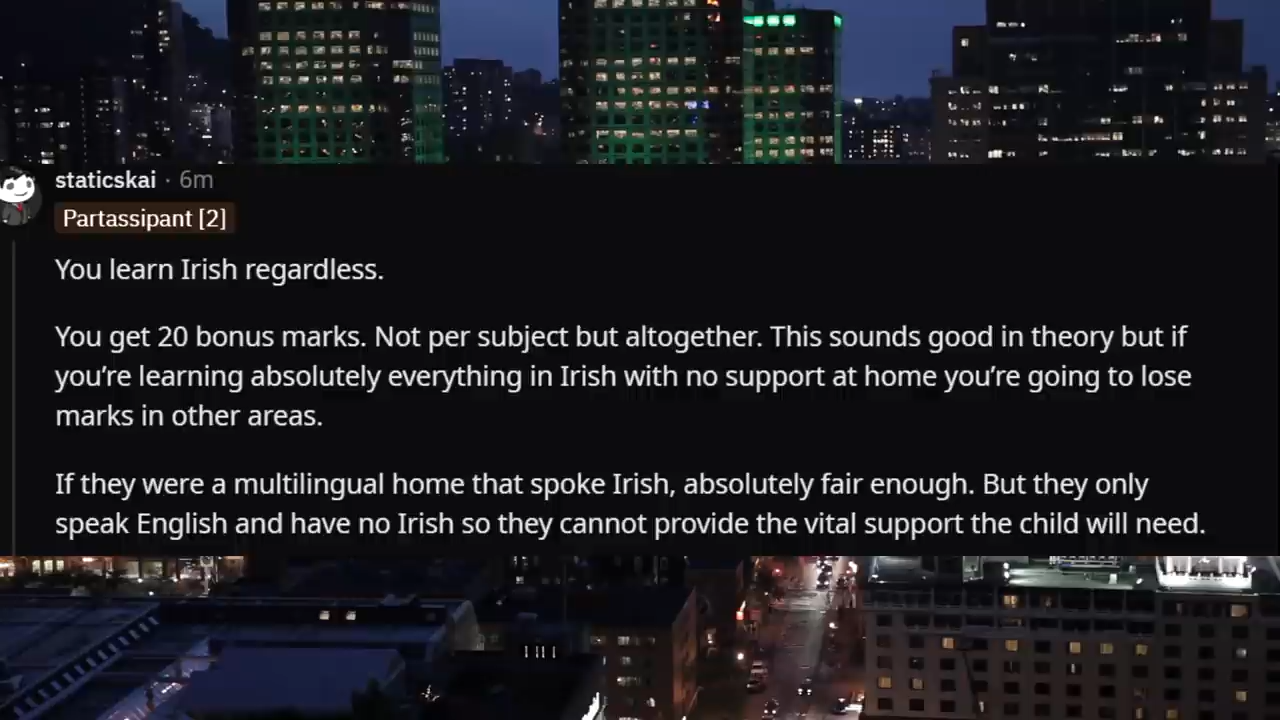 staticskai · 6m
Partassipant [2]
You learn Irish regardless.
You get 20 bonus marks. Not per subject but altogether. This sounds good in theory but if
you’re learning absolutely everything in Irish with no support at home you’re going to lose
marks in other areas.
If they were a multilingual home that spoke Irish, absolutely fair enough. But they only
speak English and have no Irish so they cannot provide the vital support the child will need.